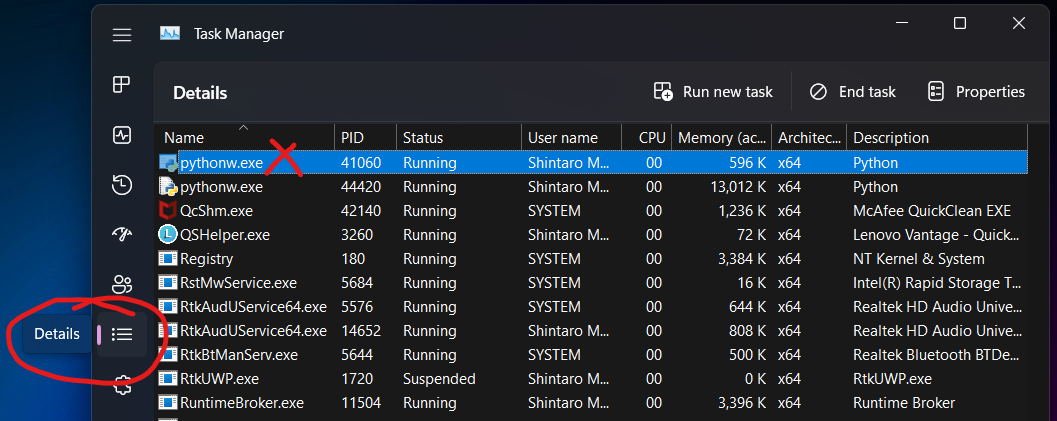 Task Manager
Details Run new task End task Properties
Name PID Status User name CPU Memory (ac... Architec... Description
pythonw.exe 41060 Running Shintaro M... 00 596 K x64 Python
pythonw.exe 44420 Running Shintaro M... 00 13,012 K x64 Python
QcShm.exe 42140 Running SYSTEM 00 1,236 K x64 McAfee QuickClean EXE
QSHelper.exe 3260 Running Shintaro M... 00 72 K x64 Lenovo Vantage - Quick...
Registry 180 Running SYSTEM 00 3,384 K x64 NT Kernel & System
RstMwService.exe 5684 Running SYSTEM 00 16 K x64 Intel(R) Rapid Storage T...
RtkAudUService64.exe 5576 Running SYSTEM 00 644 K x64 Realtek HD Audio Unive...
Details RtkAudUService64.exe 14652 Running Shintaro M... 00 808 K x64 Realtek HD Audio Unive...
RtkBtManServ.exe 5644 Running SYSTEM 00 500 K x64 Realtek Bluetooth BTDe...
RtkUWP.exe 1720 Suspended Shintaro M... 00 0 K x64 RtkUWP.exe
RuntimeBroker.exe 11504 Running Shintaro M... 00 3,396 K x64 Runtime Broker